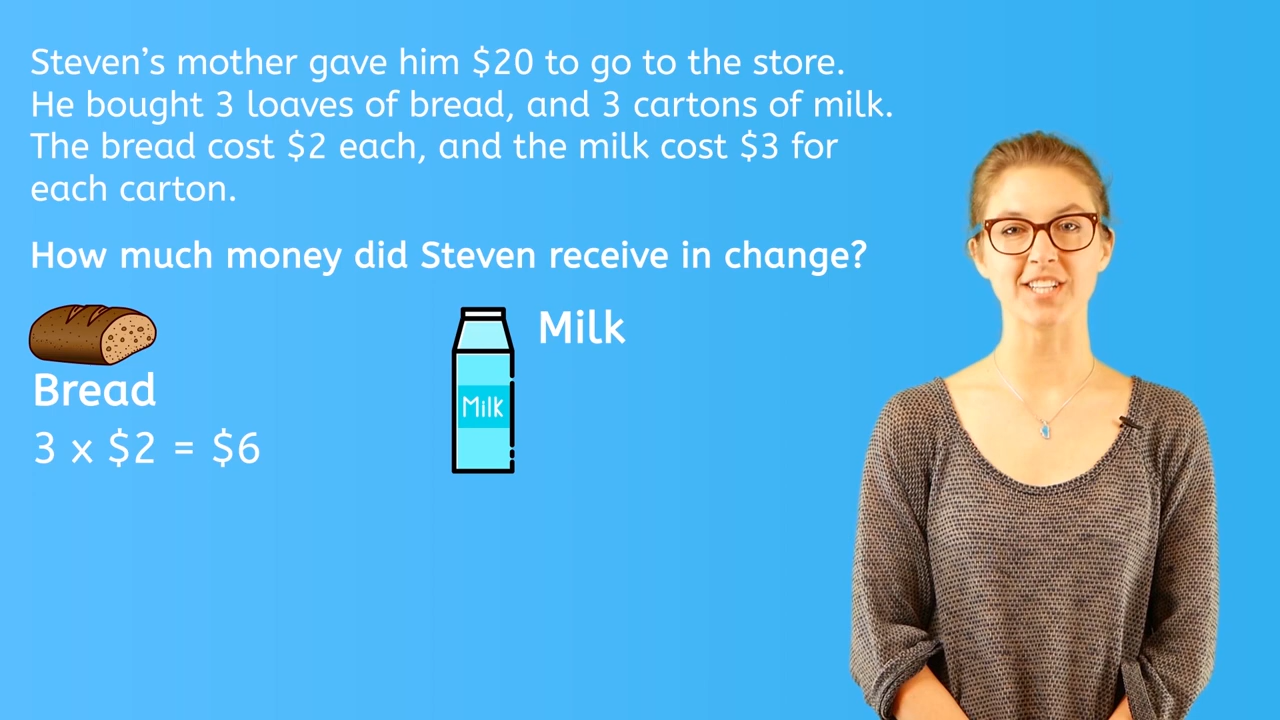 Steven’s mother gave him $20 to go to the store.
He bought 3 loaves of bread, and 3 cartons of milk.
The bread cost $2 each, and the milk cost $3 for
each carton.
How much money did Steven receive in change?
Milk
Milk
Bread
3 x $2 = $6